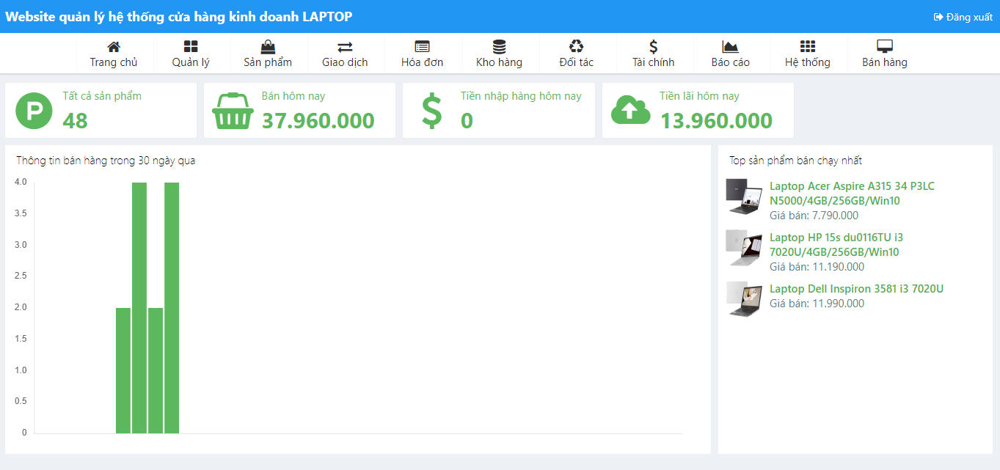 Website quản lý hệ thống cửa hàng kinh doanh LAPTOP
Đăng xuất
Trang chủ
Quản lý
Sản phẩm
Giao dịch
Hóa đơn
Kho hàng
Đối tác
Tài chính
Báo cáo
Hệ thống
Bán hàng
P
Tất cả sản phẩm
48
Bán hôm nay
37.960.000
$
Tiền nhập hàng hôm nay
0
Tiền lãi hôm nay
13.960.000
Thông tin bán hàng trong 30 ngày qua
4.0
3.5
3.0
2.5
2.0
1.5
1.0
0.5
0
Top sản phẩm bán chạy nhất
Laptop Acer Aspire A315 34 P3LC
N5000/4GB/256GB/Win10
Giá bán: 7.790.000
Laptop HP 15s du0116TU i3
7020U/4GB/256GB/Win10
Giá bán: 11.190.000
Laptop Dell Inspiron 3581 i3 7020U
Giá bán: 11.990.000